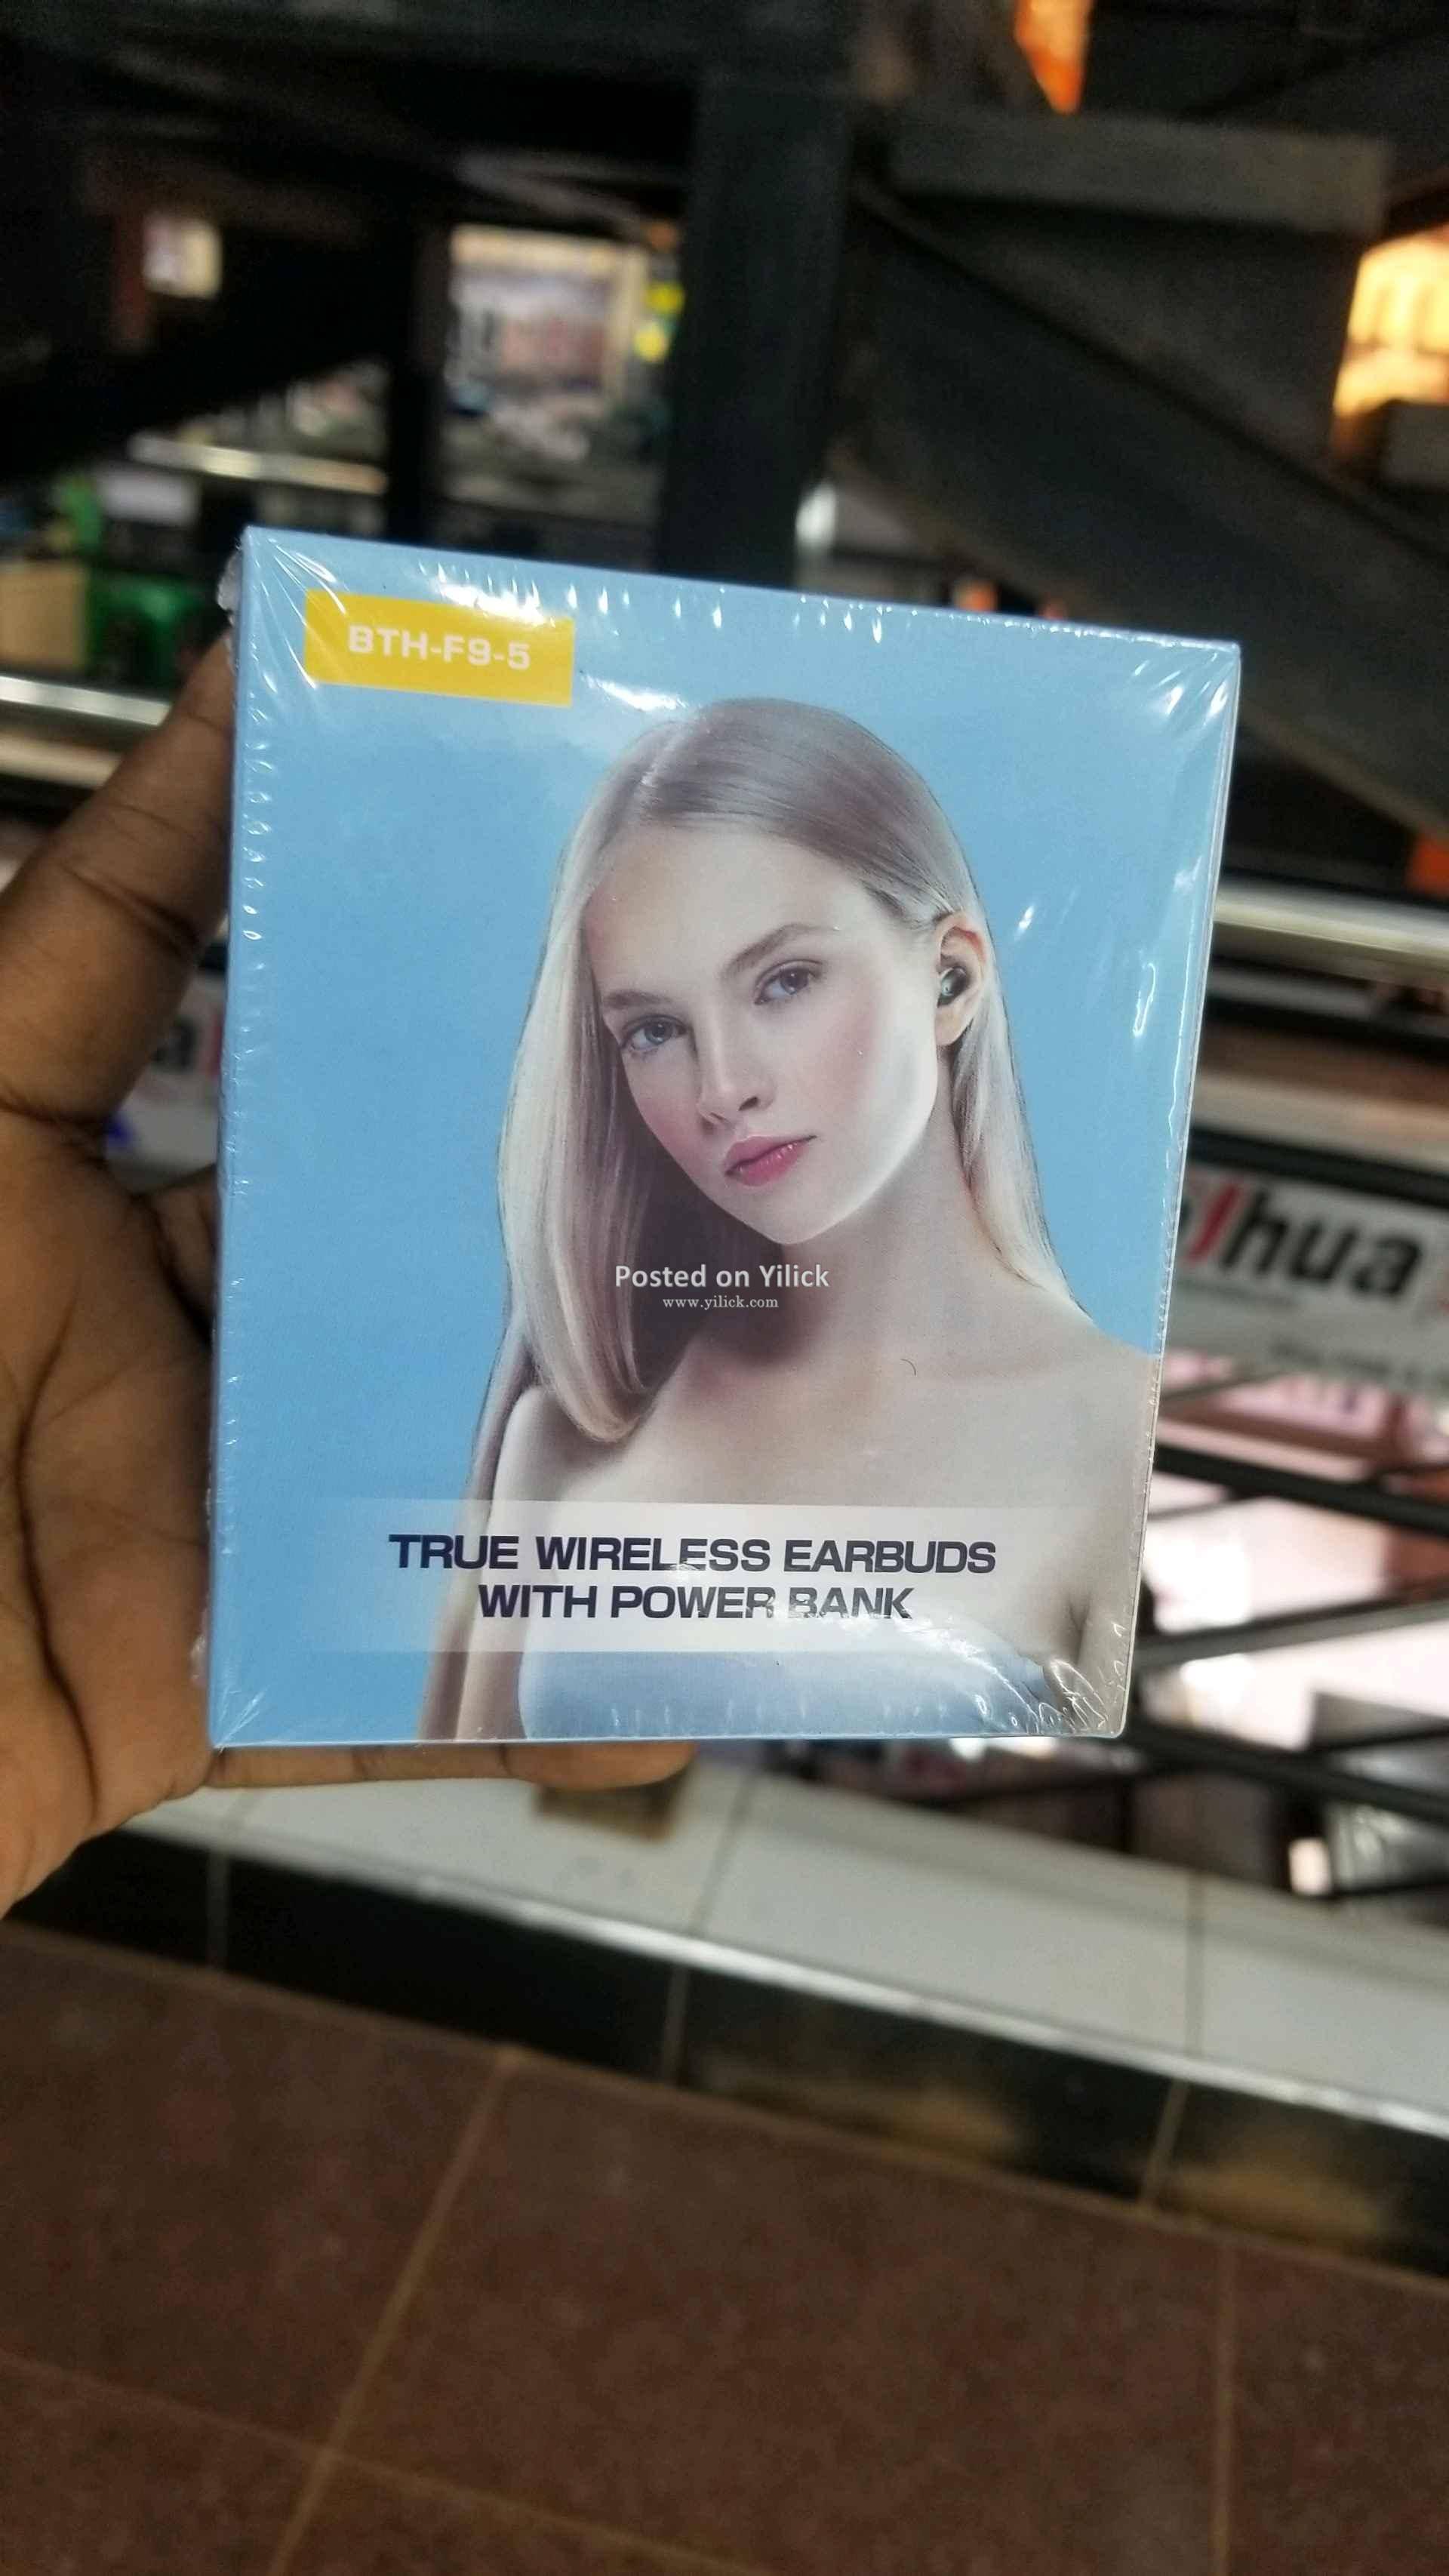 BTH-F9-5
Posted on Yilick
www.yilick.com
hua
TRUE WIRELESS EARBUDS
WITH POWER BANK